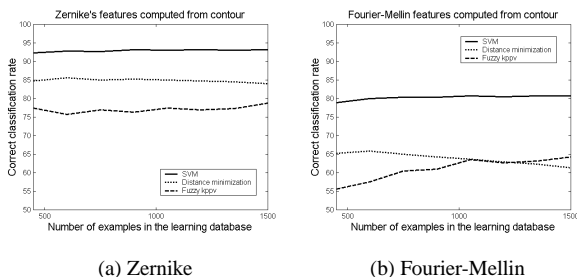 Zernike's features computed from contour
Correct classification rate
100
95
90
85
80
75
70
65
60
55
50
SVM
Distance minimization
Fuzzy kppv
500
1000
1500
Number of examples in the learning database
(a) Zernike
Fourier-Mellin features computed from contour
Correct classification rate
100
95
90
85
80
75
70
65
60
55
50
SVM
Distance minimization
Fuzzy kppv
500
1000
1500
Number of examples in the learning database
(b) Fourier-Mellin